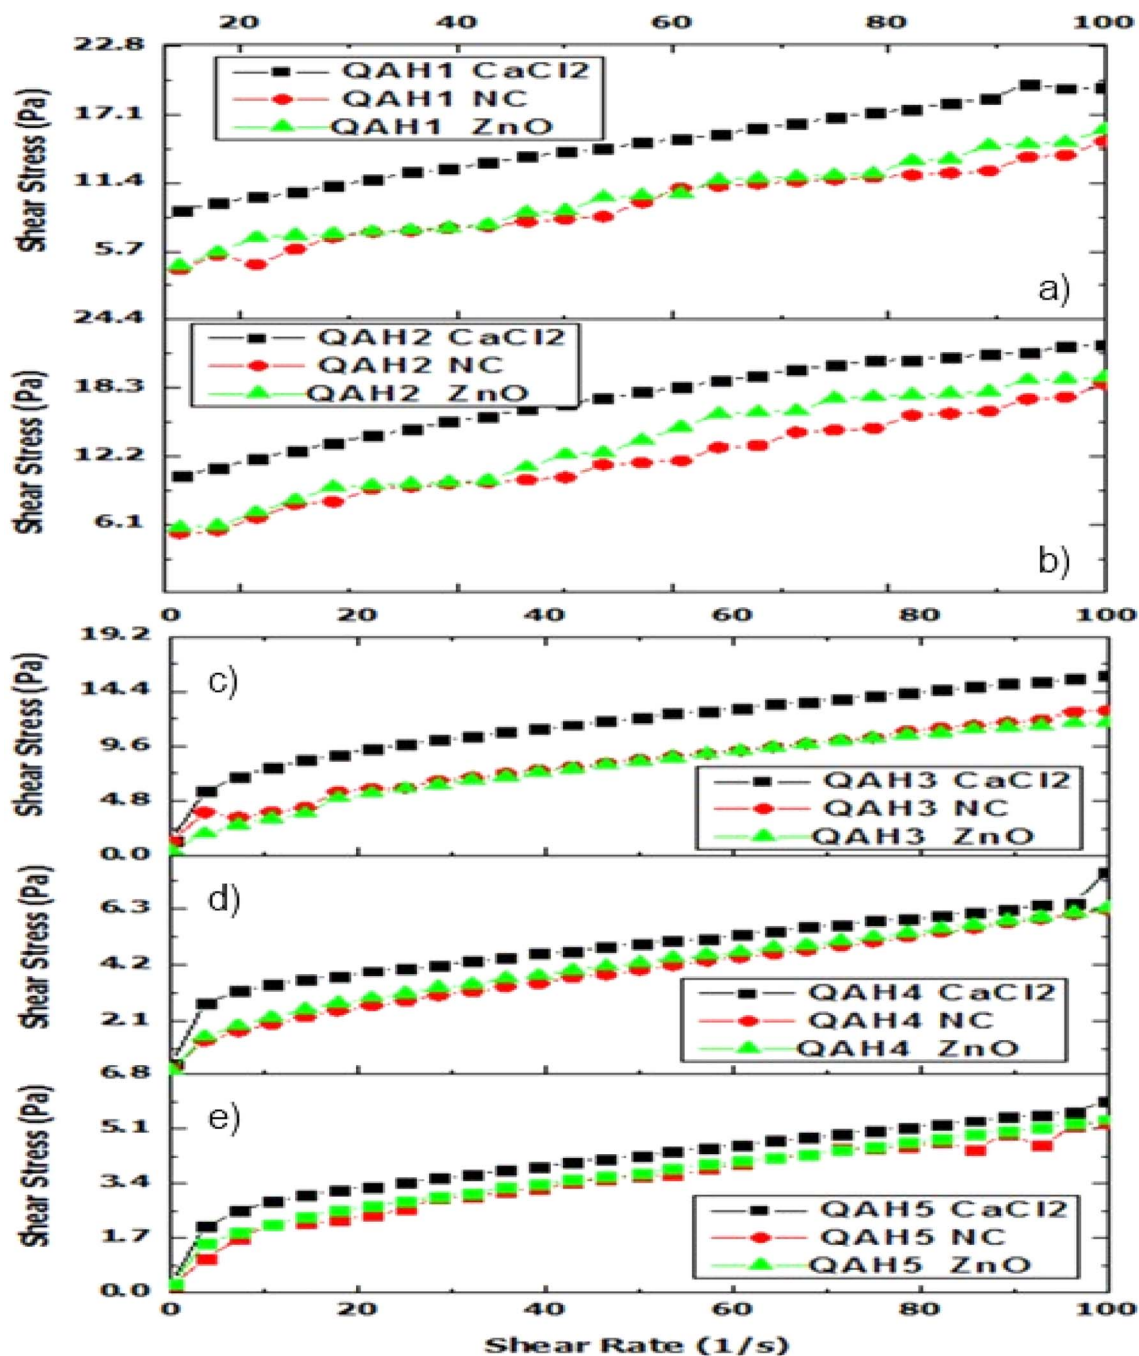 20 40 60 80 100
22.8
17.1
11.4
5.7
Shear Stress (Pa)
QAH1 CaCl2
QAH1 NC
QAH1 ZnO
a)
24.4
18.3
12.2
6.1
Shear Stress (Pa)
QAH2 CaCl2
QAH2 NC
QAH2 ZnO
b)
0 20 40 60 80 100
19.2
14.4
9.6
4.8
0.0
Shear Stress (Pa)
c)
QAH3 CaCl2
QAH3 NC
QAH3 ZnO
6.3
4.2
2.1
Shear Stress (Pa)
d)
QAH4 CaCl2
QAH4 NC
QAH4 ZnO
6.8
5.1
3.4
1.7
0.0
Shear Stress (Pa)
e)
QAH5 CaCl2
QAH5 NC
QAH5 ZnO
0 20 40 60 80 100
Shear Rate (1/s)